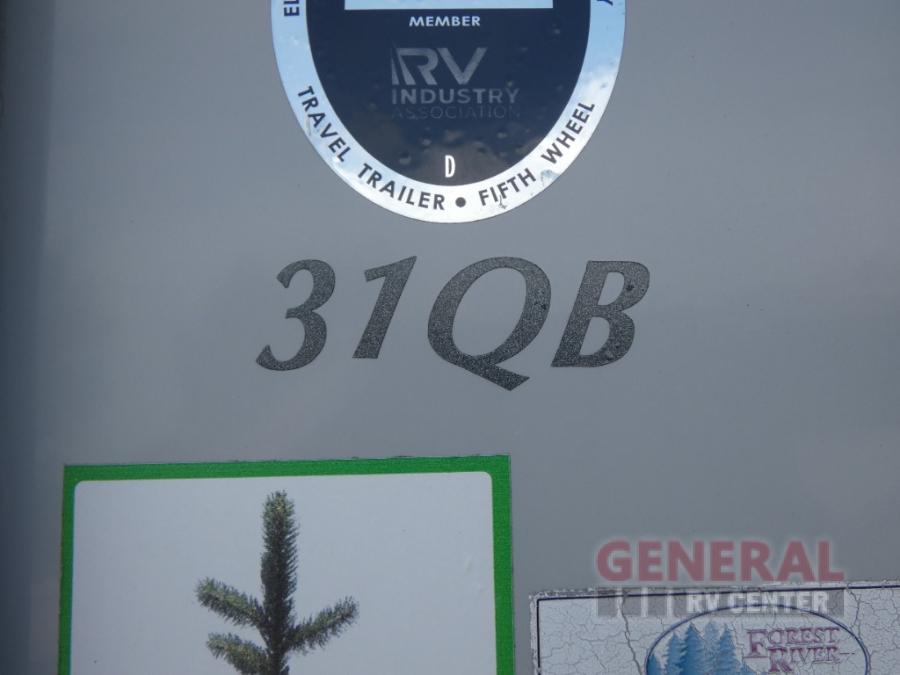 MEMBER
RV
INDUSTRY
ASSOCIATION
TRAVEL TRAILER • FIFTH WHEEL
D
31QB
GENERAL
RV CENTER
FOREST
RIVER